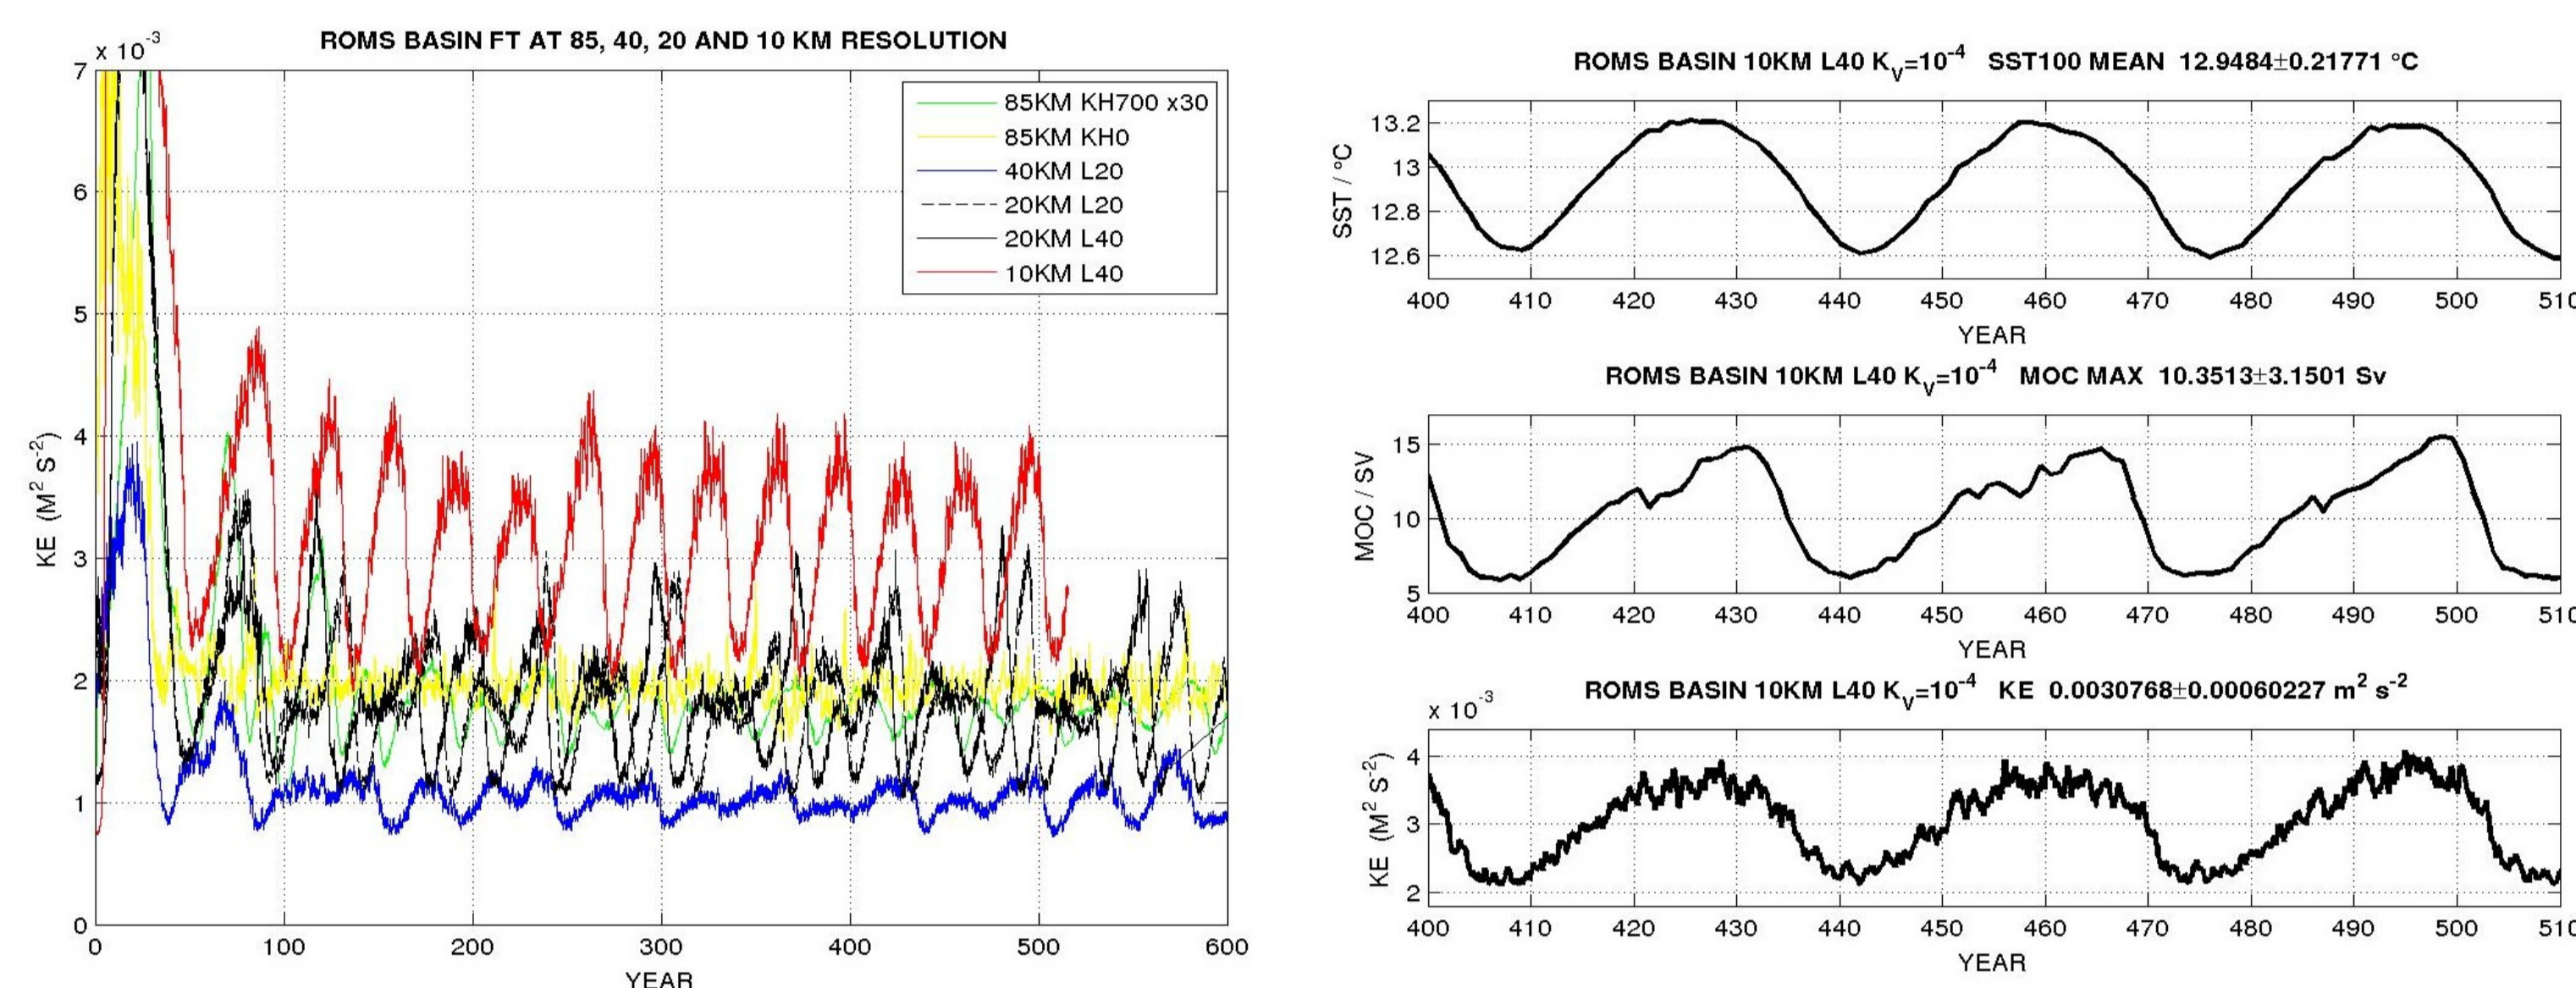 ROMS BASIN FT AT 85, 40, 20 AND 10 KM RESOLUTION
x 10-3
7
6
5
4
3
2
1
0
KE (M2 S-2)
85KM KH700 x30
85KM KH0
40KM L20
20KM L20
20KM L40
10KM L40
0 100 200 300 400 500 600
YEAR
ROMS BASIN 10KM L40 KV=10-4 SST100 MEAN 12.9484±0.21771 °C
13.2
13
12.8
12.6
SST / °C
400 410 420 430 440 450 460 470 480 490 500 510
YEAR
ROMS BASIN 10KM L40 KV=10-4 MOC MAX 10.3513±3.1501 Sv
15
10
5
MOC / SV
400 410 420 430 440 450 460 470 480 490 500 510
YEAR
ROMS BASIN 10KM L40 KV=10-4 KE 0.0030768±0.00060227 m2 s-2
x 10-3
4
3
2
KE (M2 S-2)
400 410 420 430 440 450 460 470 480 490 500 510
YEAR